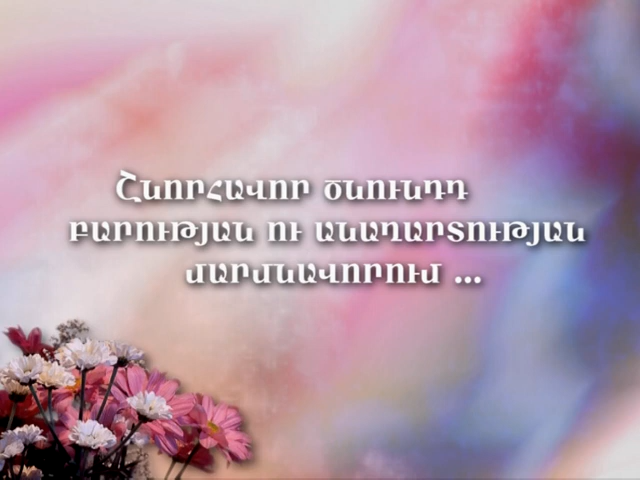 Շնորհավոր ծնունդդ
բարության ու անաղարտության
մարմնավորում ...